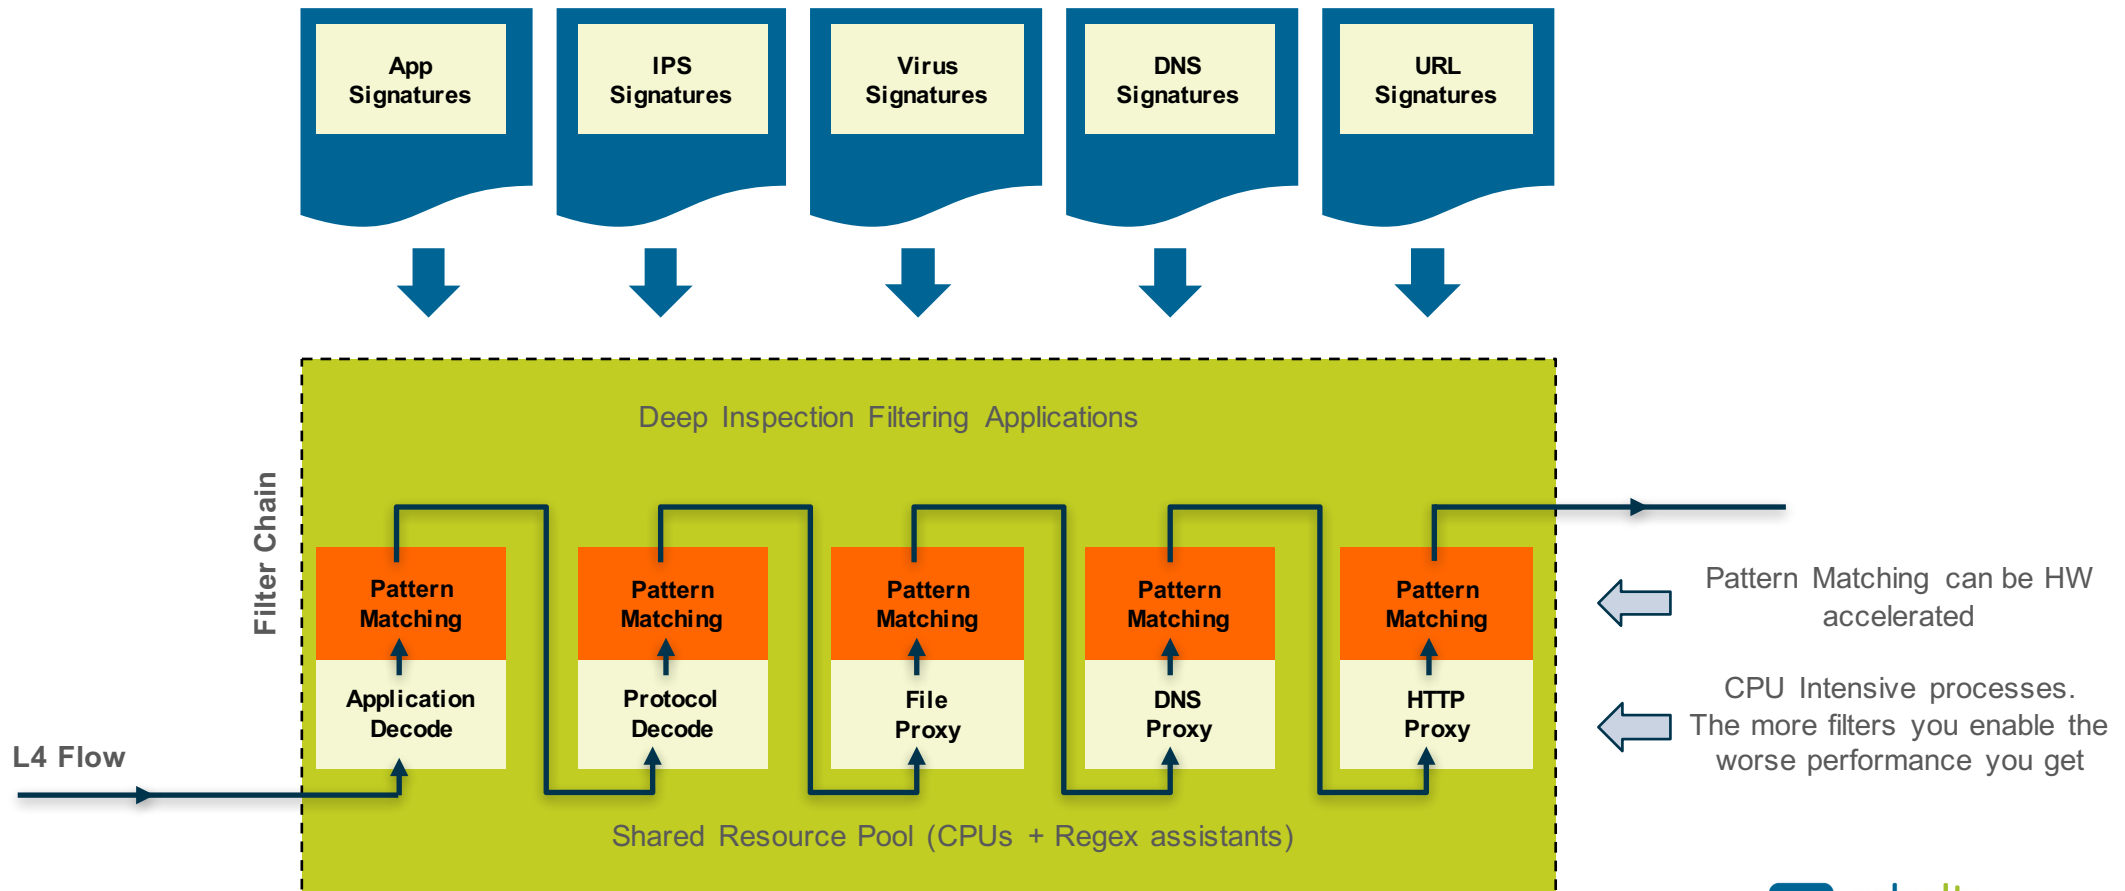 App
Signatures
IPS
Signatures
Virus
Signatures
DNS
Signatures
URL
Signatures
Deep Inspection Filtering Applications
Filter Chain
Pattern
Matching
Pattern
Matching
Pattern
Matching
Pattern
Matching
Pattern
Matching
Pattern Matching can be HW
accelerated
Application
Decode
Protocol
Decode
File
Proxy
DNS
Proxy
HTTP
Proxy
CPU Intensive processes.
The more filters you enable the
worse performance you get
L4 Flow
Shared Resource Pool (CPUs + Regex assistants)